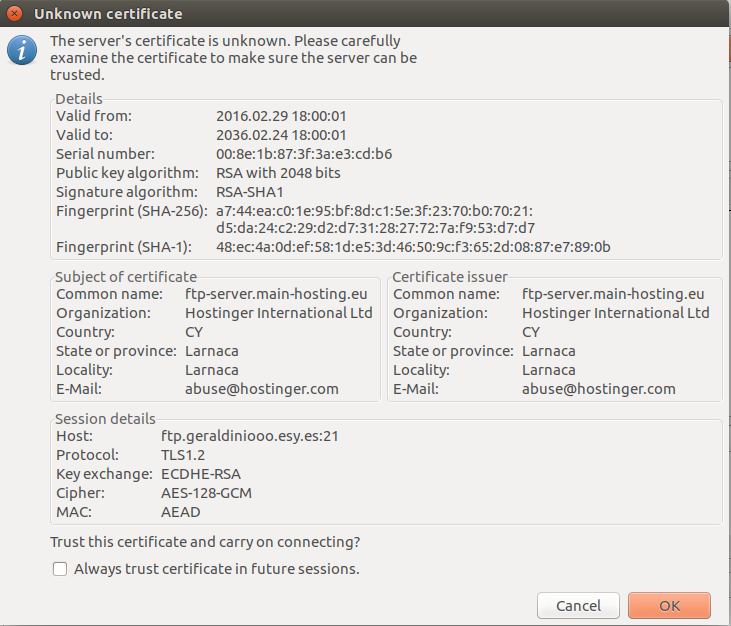 Unknown certificate
The server's certificate is unknown. Please carefully
examine the certificate to make sure the server can be
trusted.
Details
Valid from: 2016.02.29 18:00:01
Valid to: 2036.02.24 18:00:01
Serial number: 00:8e:1b:87:3f:3a:e3:cd:b6
Public key algorithm: RSA with 2048 bits
Signature algorithm: RSA-SHA1
Fingerprint (SHA-256): a7:44:ea:c0:1e:95:bf:8d:c1:5e:3f:23:70:b0:70:21:
d5:da:24:c2:29:d2:d7:31:28:27:72:7a:f9:53:d7:d7
Fingerprint (SHA-1): 48:ec:4a:0d:ef:58:1d:e5:3d:46:50:9c:f3:65:2d:08:87:e7:89:0b
Subject of certificate
Common name: ftp-server.main-hosting.eu
Organization: Hostinger International Ltd
Country: CY
State or province: Larnaca
Locality: Larnaca
E-Mail: abuse@hostinger.com
Certificate issuer
Common name: ftp-server.main-hosting.eu
Organization: Hostinger International Ltd
Country: CY
State or province: Larnaca
Locality: Larnaca
E-Mail: abuse@hostinger.com
Session details
Host: ftp.geraldiniooo.esy.es:21
Protocol: TLS1.2
Key exchange: ECDHE-RSA
Cipher: AES-128-GCM
MAC: AEAD
Trust this certificate and carry on connecting?
Always trust certificate in future sessions.
Cancel OK